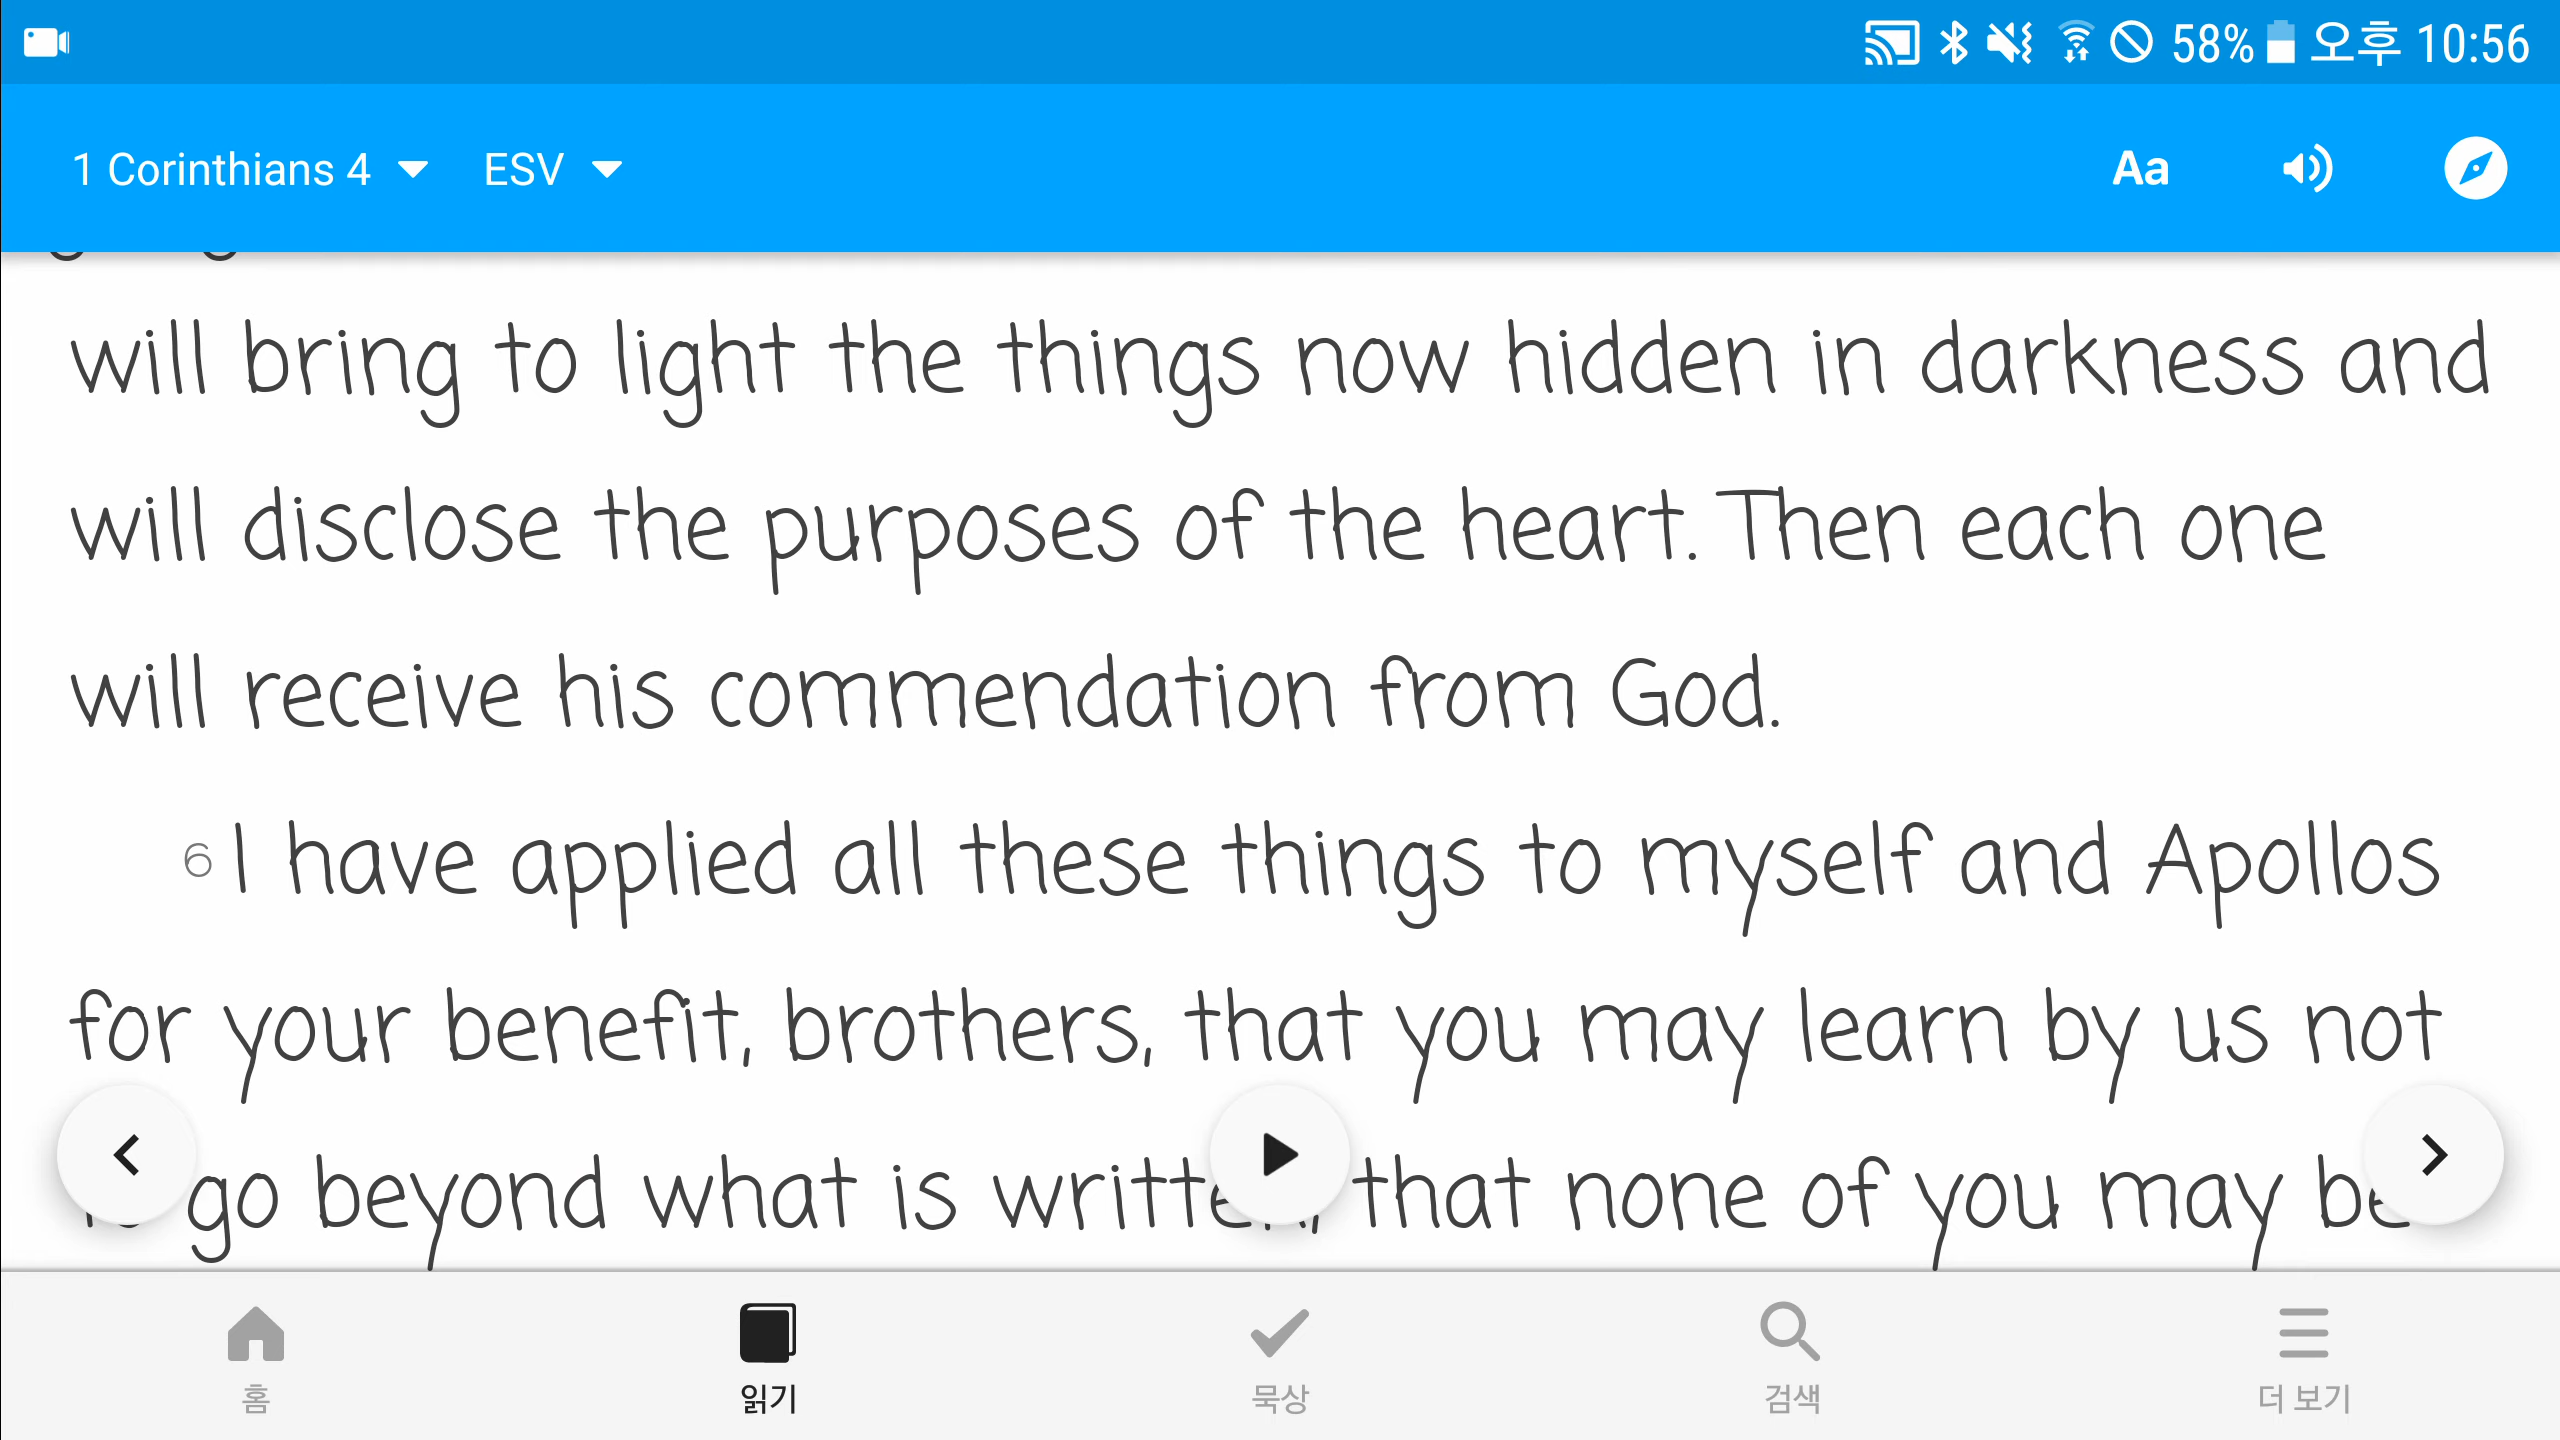 58% 오후 10:56
1 Corinthians 4 ESV Aa
will bring to light the things now hidden in darkness and
will disclose the purposes of the heart. Then each one
will receive his commendation from God.
6 I have applied all these things to myself and Apollos
for your benefit, brothers, that you may learn by us not
go beyond what is written, that none of you may be
홈 읽기 묵상 검색 더 보기